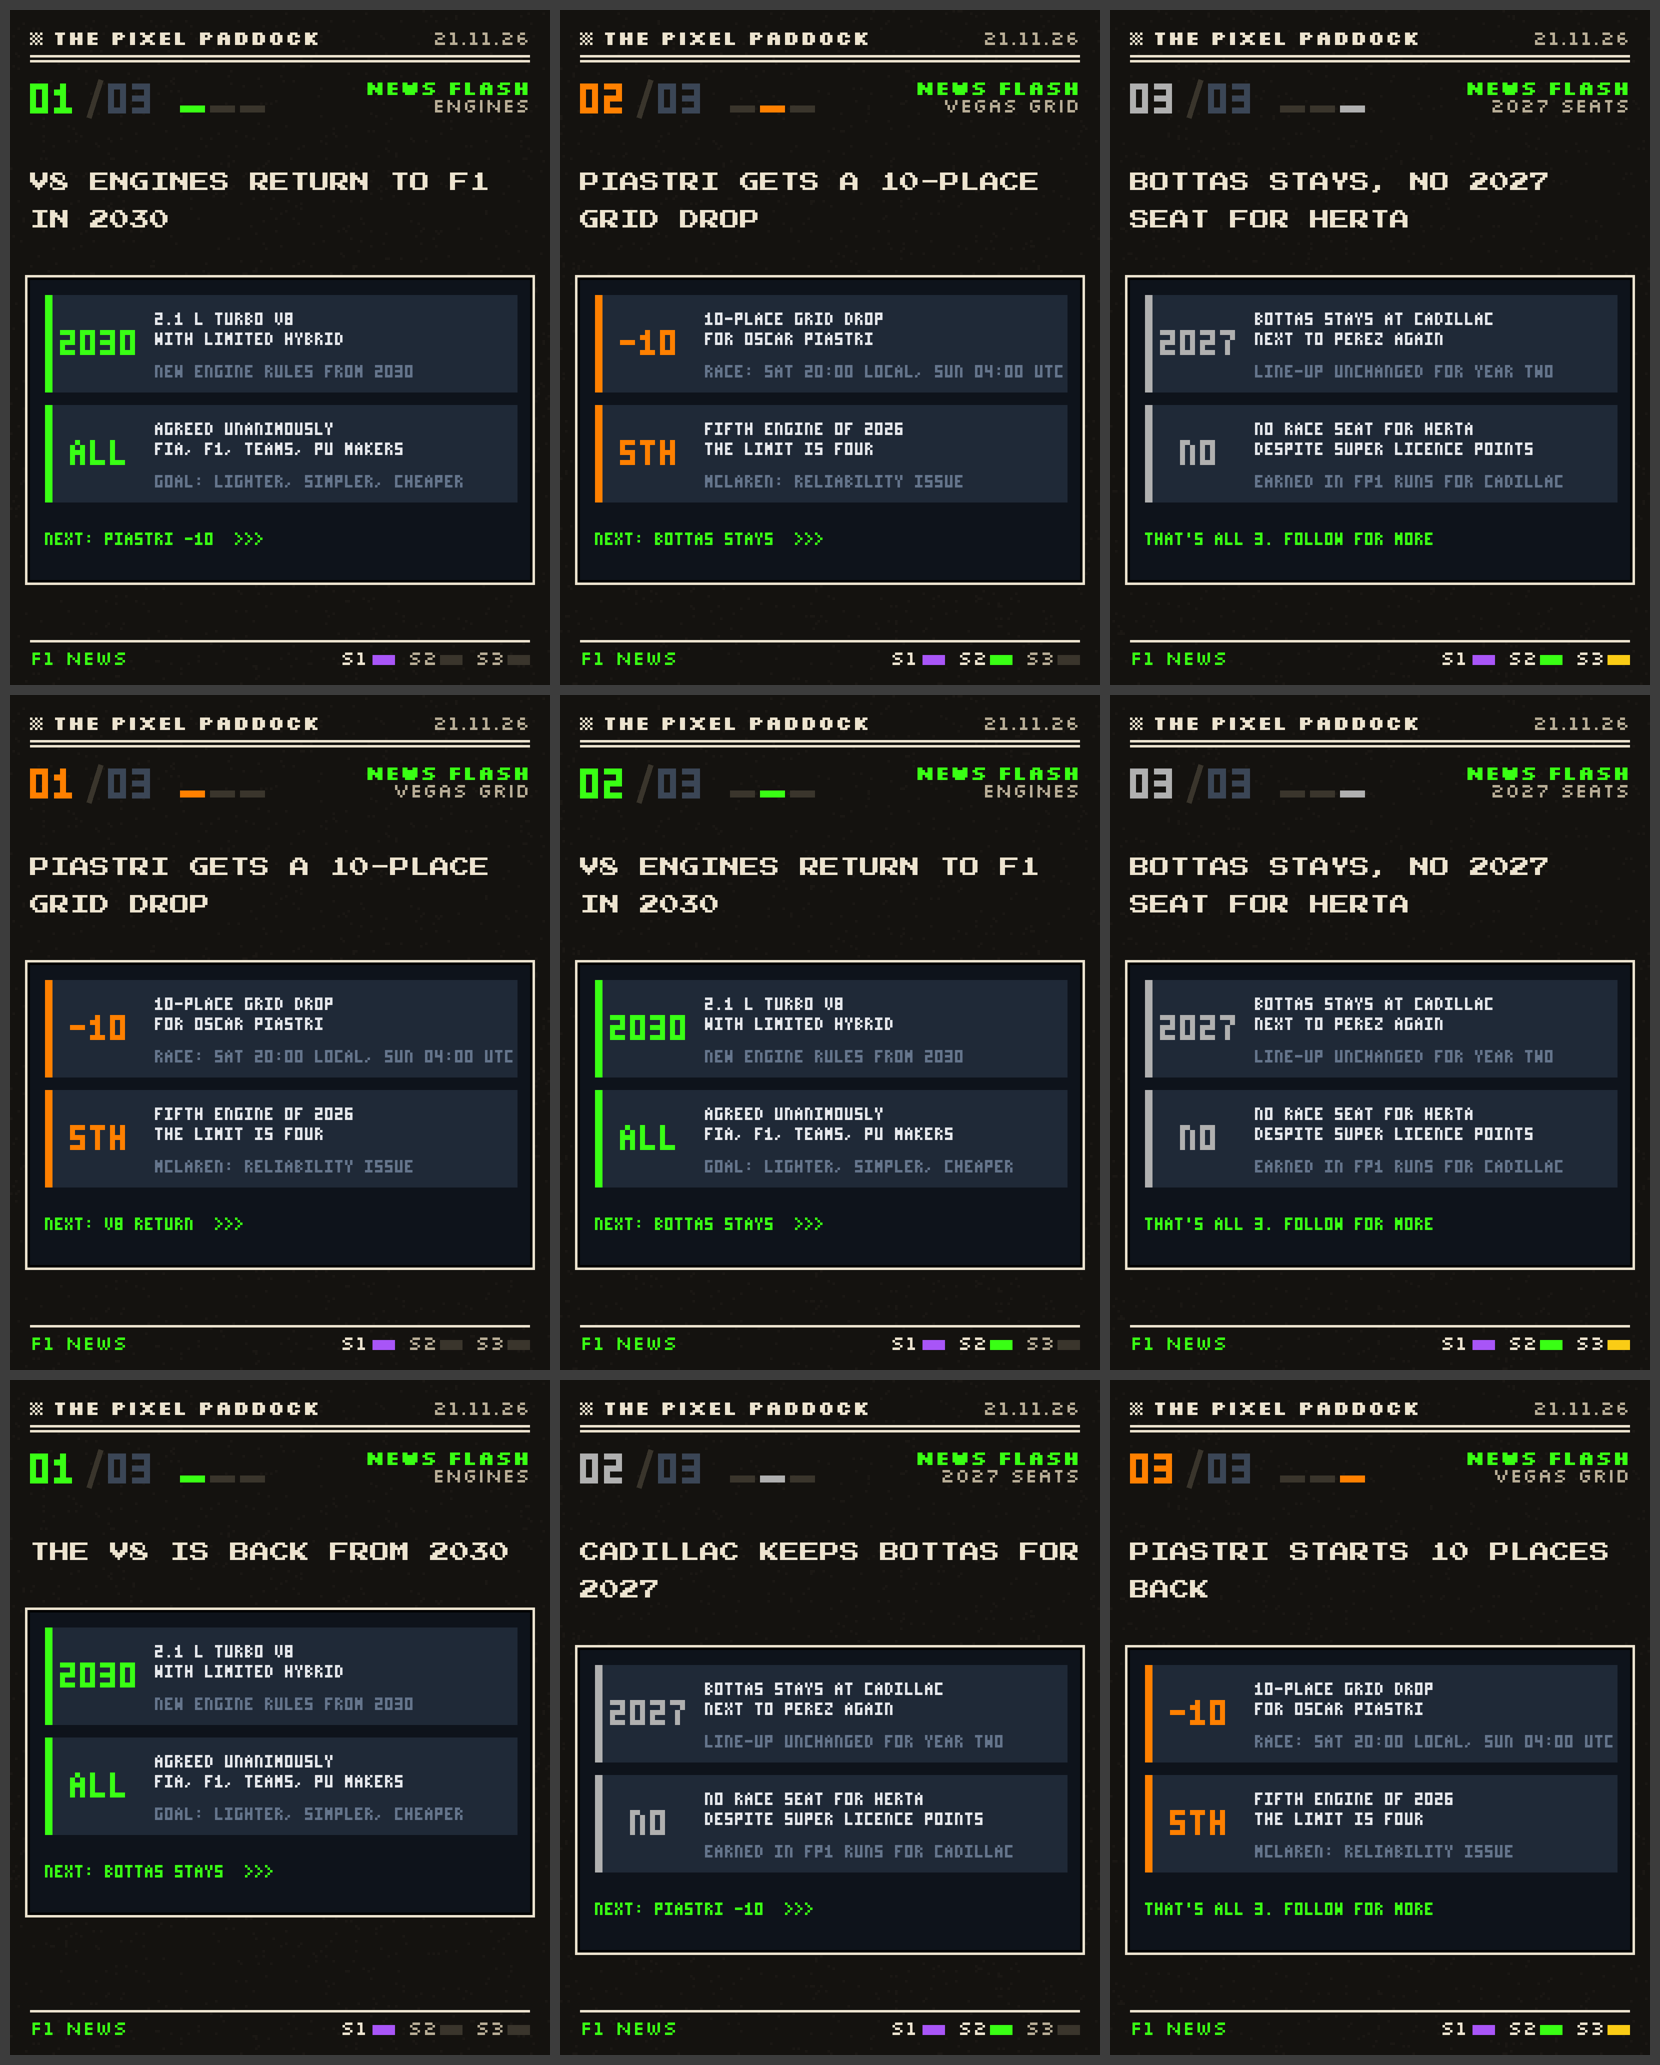 THE PIXEL PADDOCK 21.11.26
01 /03 NEWS FLASH
ENGINES
V8 ENGINES RETURN TO F1
IN 2030
2030
2.1 L TURBO V8
WITH LIMITED HYBRID
NEW ENGINE RULES FROM 2030
ALL
AGREED UNANIMOUSLY
FIA, F1, TEAMS, PU MAKERS
GOAL: LIGHTER, SIMPLER, CHEAPER
NEXT: PIASTRI -10 >>>
F1 NEWS S1 S2 S3
THE PIXEL PADDOCK 21.11.26
02 /03 NEWS FLASH
VEGAS GRID
PIASTRI GETS A 10-PLACE
GRID DROP
-10
10-PLACE GRID DROP
FOR OSCAR PIASTRI
RACE: SAT 20:00 LOCAL, SUN 04:00 UTC
5TH
FIFTH ENGINE OF 2026
THE LIMIT IS FOUR
MCLAREN: RELIABILITY ISSUE
NEXT: BOTTAS STAYS >>>
F1 NEWS S1 S2 S3
THE PIXEL PADDOCK 21.11.26
03 /03 NEWS FLASH
2027 SEATS
BOTTAS STAYS, NO 2027
SEAT FOR HERTA
2027
BOTTAS STAYS AT CADILLAC
NEXT TO PEREZ AGAIN
LINE-UP UNCHANGED FOR YEAR TWO
NO
NO RACE SEAT FOR HERTA
DESPITE SUPER LICENCE POINTS
EARNED IN FP1 RUNS FOR CADILLAC
THAT'S ALL 3. FOLLOW FOR MORE
F1 NEWS S1 S2 S3
THE PIXEL PADDOCK 21.11.26
01 /03 NEWS FLASH
VEGAS GRID
PIASTRI GETS A 10-PLACE
GRID DROP
-10
10-PLACE GRID DROP
FOR OSCAR PIASTRI
RACE: SAT 20:00 LOCAL, SUN 04:00 UTC
5TH
FIFTH ENGINE OF 2026
THE LIMIT IS FOUR
MCLAREN: RELIABILITY ISSUE
NEXT: V8 RETURN >>>
F1 NEWS S1 S2 S3
THE PIXEL PADDOCK 21.11.26
02 /03 NEWS FLASH
ENGINES
V8 ENGINES RETURN TO F1
IN 2030
2030
2.1 L TURBO V8
WITH LIMITED HYBRID
NEW ENGINE RULES FROM 2030
ALL
AGREED UNANIMOUSLY
FIA, F1, TEAMS, PU MAKERS
GOAL: LIGHTER, SIMPLER, CHEAPER
NEXT: BOTTAS STAYS >>>
F1 NEWS S1 S2 S3
THE PIXEL PADDOCK 21.11.26
03 /03 NEWS FLASH
2027 SEATS
BOTTAS STAYS, NO 2027
SEAT FOR HERTA
2027
BOTTAS STAYS AT CADILLAC
NEXT TO PEREZ AGAIN
LINE-UP UNCHANGED FOR YEAR TWO
NO
NO RACE SEAT FOR HERTA
DESPITE SUPER LICENCE POINTS
EARNED IN FP1 RUNS FOR CADILLAC
THAT'S ALL 3. FOLLOW FOR MORE
F1 NEWS S1 S2 S3
THE PIXEL PADDOCK 21.11.26
01 /03 NEWS FLASH
ENGINES
THE V8 IS BACK FROM 2030
2030
2.1 L TURBO V8
WITH LIMITED HYBRID
NEW ENGINE RULES FROM 2030
ALL
AGREED UNANIMOUSLY
FIA, F1, TEAMS, PU MAKERS
GOAL: LIGHTER, SIMPLER, CHEAPER
NEXT: BOTTAS STAYS >>>
F1 NEWS S1 S2 S3
THE PIXEL PADDOCK 21.11.26
02 /03 NEWS FLASH
2027 SEATS
CADILLAC KEEPS BOTTAS FOR
2027
2027
BOTTAS STAYS AT CADILLAC
NEXT TO PEREZ AGAIN
LINE-UP UNCHANGED FOR YEAR TWO
NO
NO RACE SEAT FOR HERTA
DESPITE SUPER LICENCE POINTS
EARNED IN FP1 RUNS FOR CADILLAC
NEXT: PIASTRI -10 >>>
F1 NEWS S1 S2 S3
THE PIXEL PADDOCK 21.11.26
03 /03 NEWS FLASH
VEGAS GRID
PIASTRI STARTS 10 PLACES
BACK
-10
10-PLACE GRID DROP
FOR OSCAR PIASTRI
RACE: SAT 20:00 LOCAL, SUN 04:00 UTC
5TH
FIFTH ENGINE OF 2026
THE LIMIT IS FOUR
MCLAREN: RELIABILITY ISSUE
THAT'S ALL 3. FOLLOW FOR MORE
F1 NEWS S1 S2 S3